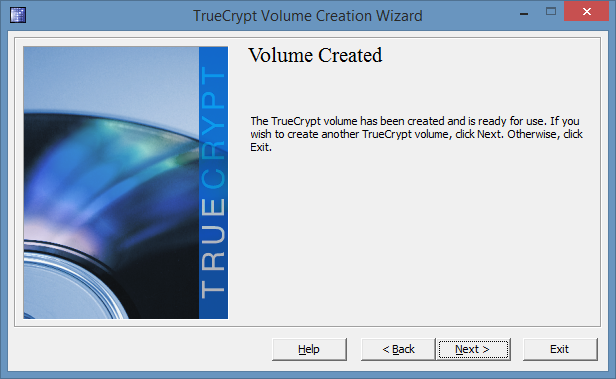 TrueCrypt Volume Creation Wizard
TRUECRYPT
Volume Created
The TrueCrypt volume has been created and is ready for use. If you
wish to create another TrueCrypt volume, click Next. Otherwise, click
Exit.
Help
< Back
Next >
Exit